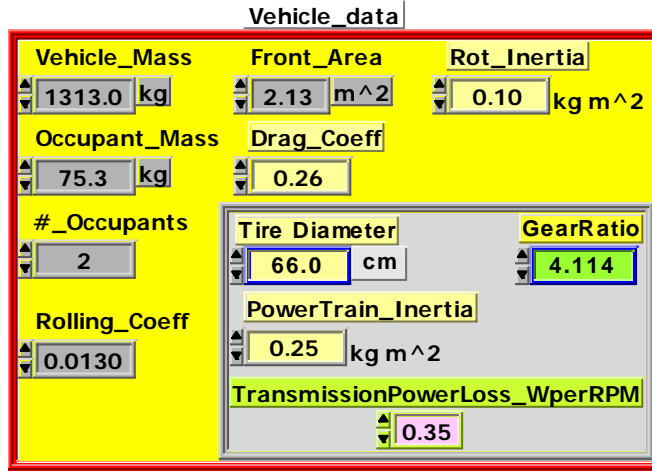 Vehicle_data
Vehicle_Mass Front_Area Rot_Inertia
1313.0 kg 2.13 m^2 0.10 kg m^2
Occupant_Mass Drag_Coeff
75.3 kg 0.26
#_Occupants Tire Diameter GearRatio
2 66.0 cm 4.114
Rolling_Coeff PowerTrain_Inertia
0.0130 0.25 kg m^2
TransmissionPowerLoss_WperRPM
0.35